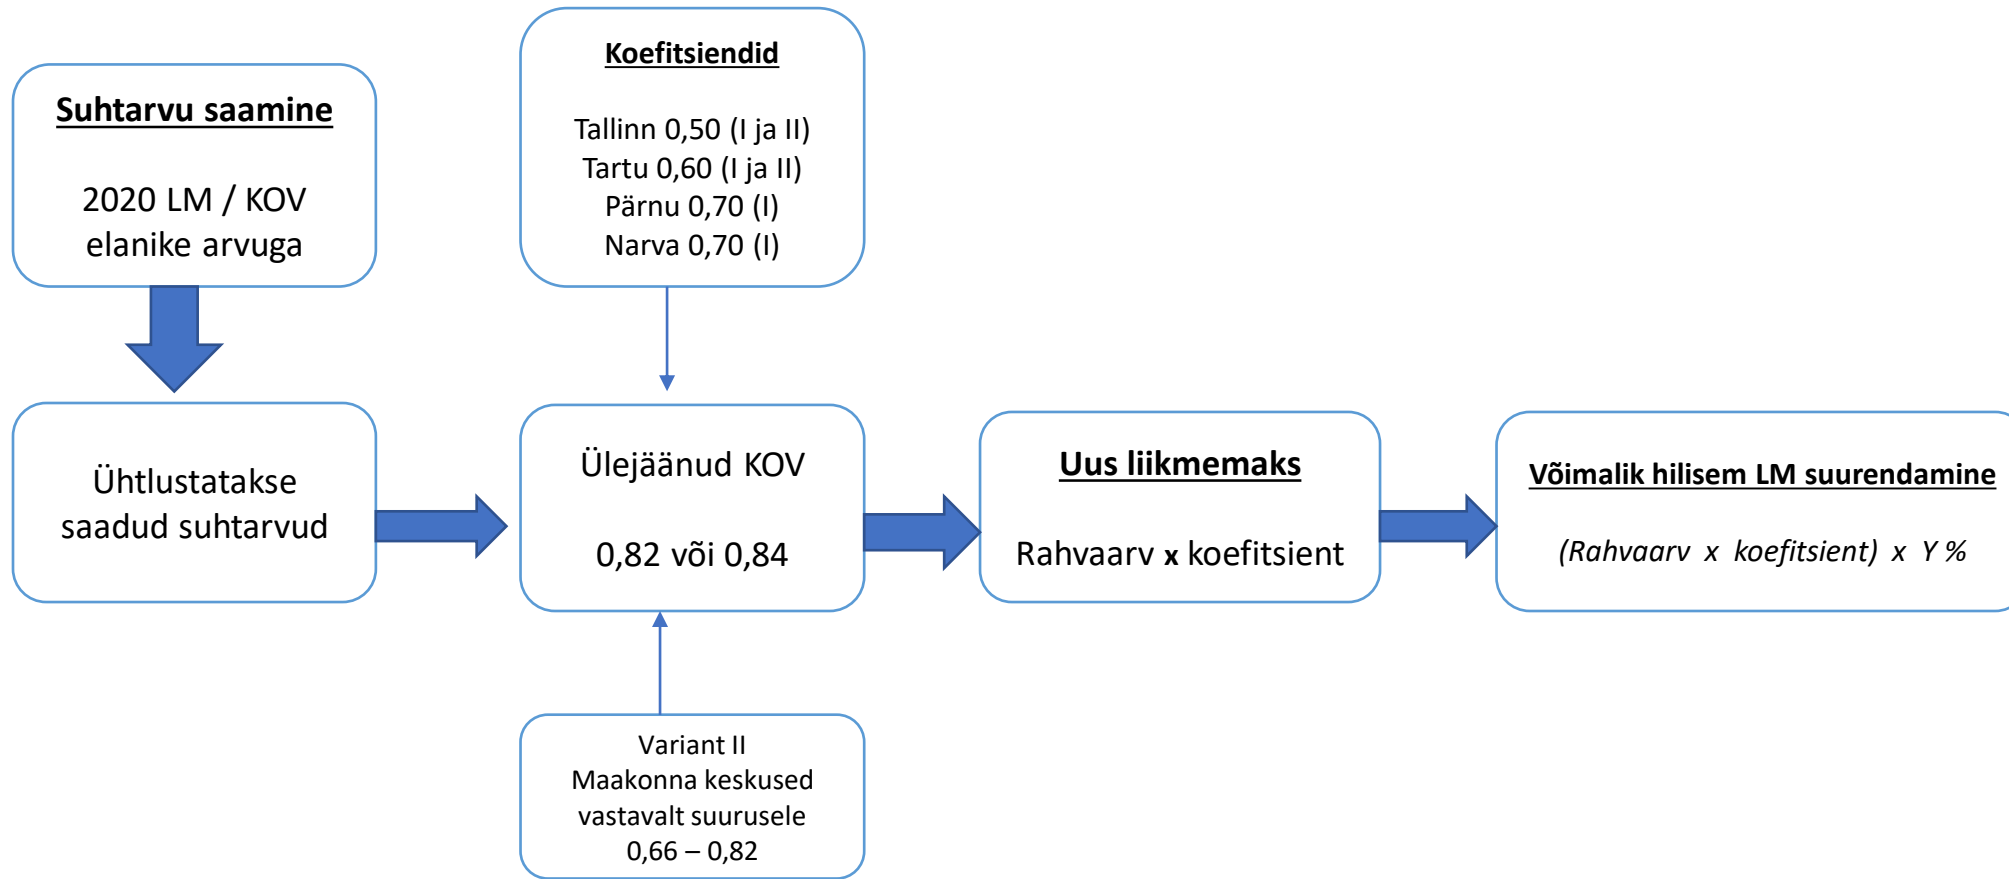 Suhtarvu saamine
2020 LM / KOV
elanike arvuga
Koefitsiendid
Tallinn 0,50 (I ja II)
Tartu 0,60 (I ja II)
Pärnu 0,70 (I)
Narva 0,70 (I)
Ühtlustatakse
saadud suhtarvud
Ülejäänud KOV
0,82 või 0,84
Uus liikmemaks
Rahvaarv x koefitsient
Võimalik hilisem LM suurendamine
(Rahvaarv x koefitsient) x Y %
Variant II
Maakonna keskused
vastavalt suurusele
0,66 – 0,82